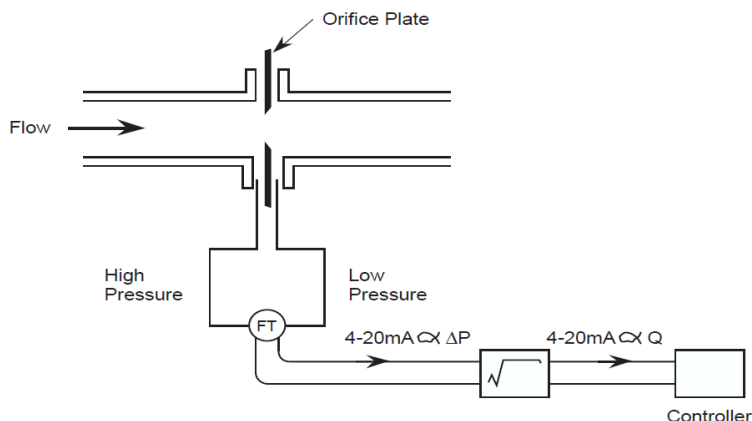 Orifice Plate
Flow
High
Pressure
Low
Pressure
FT
4-20mA ∝ ΔP
4-20mA ∝ Q
√
Controller